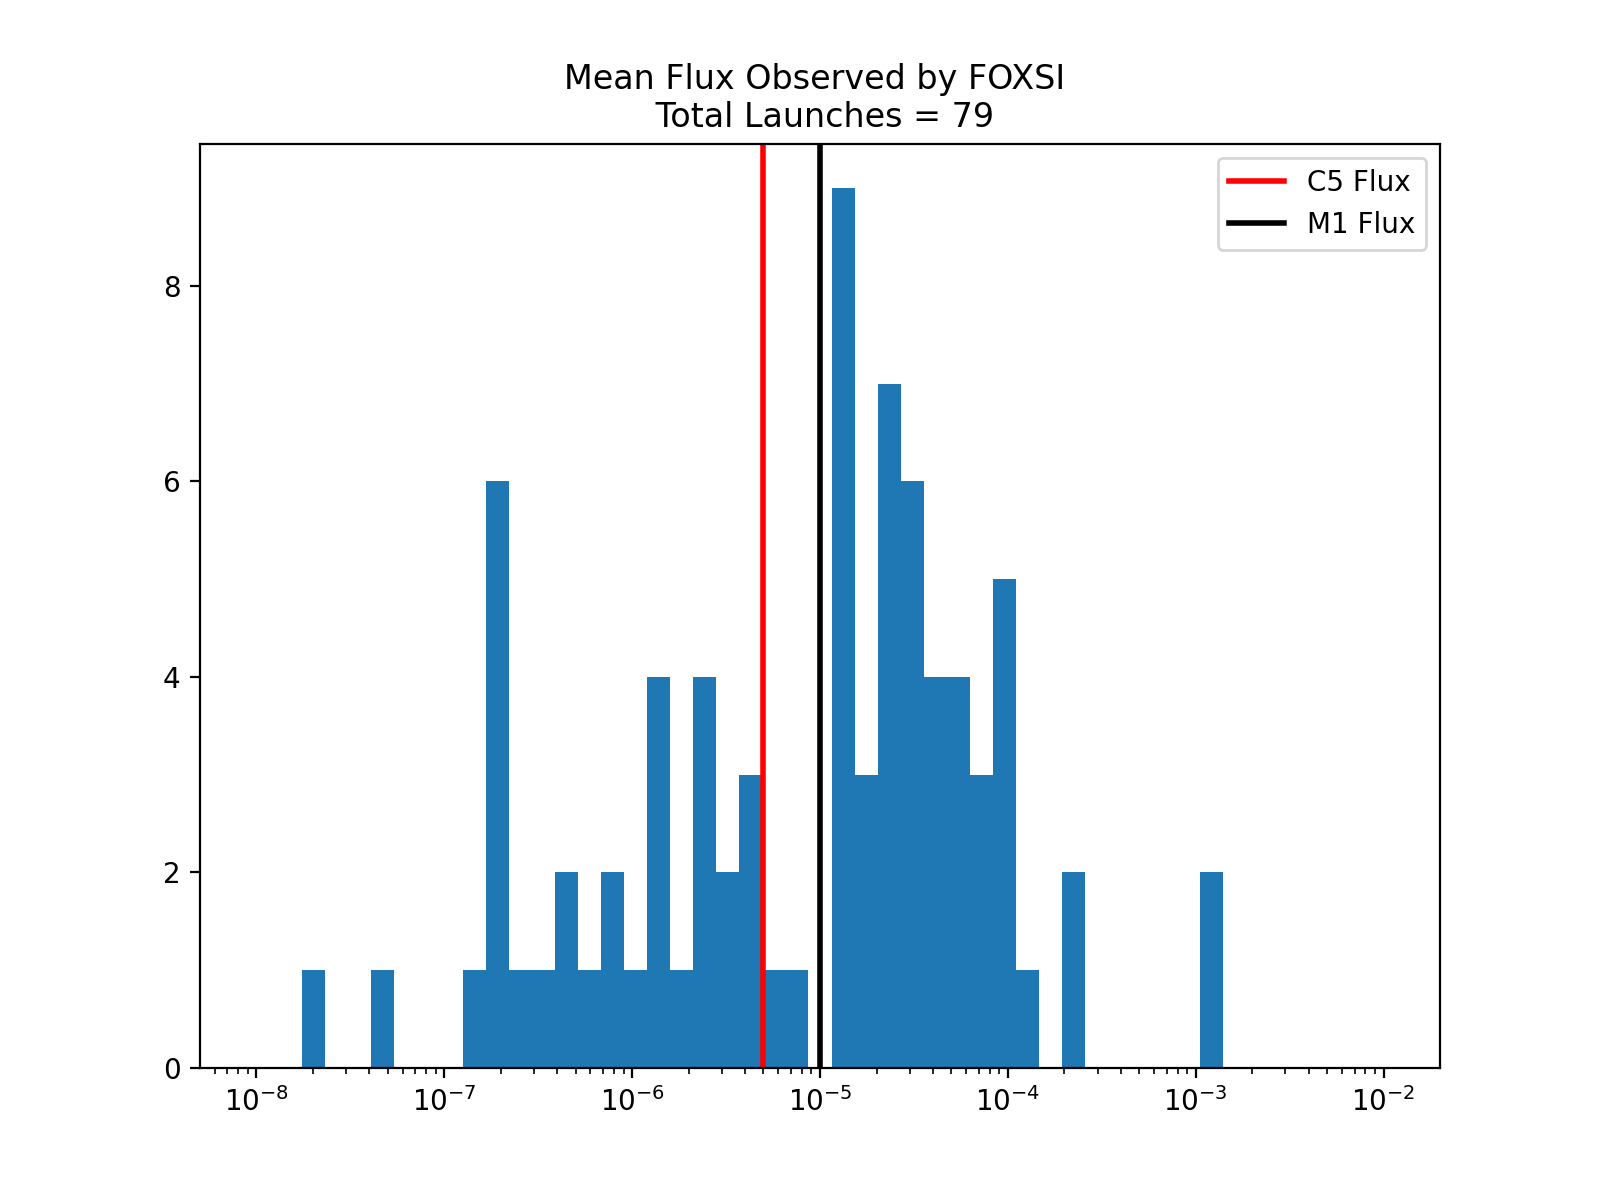 Mean Flux Observed by FOXSI
Total Launches = 79
C5 Flux
M1 Flux
8
6
4
2
0
10⁻⁸ 10⁻⁷ 10⁻⁶ 10⁻⁵ 10⁻⁴ 10⁻³ 10⁻²